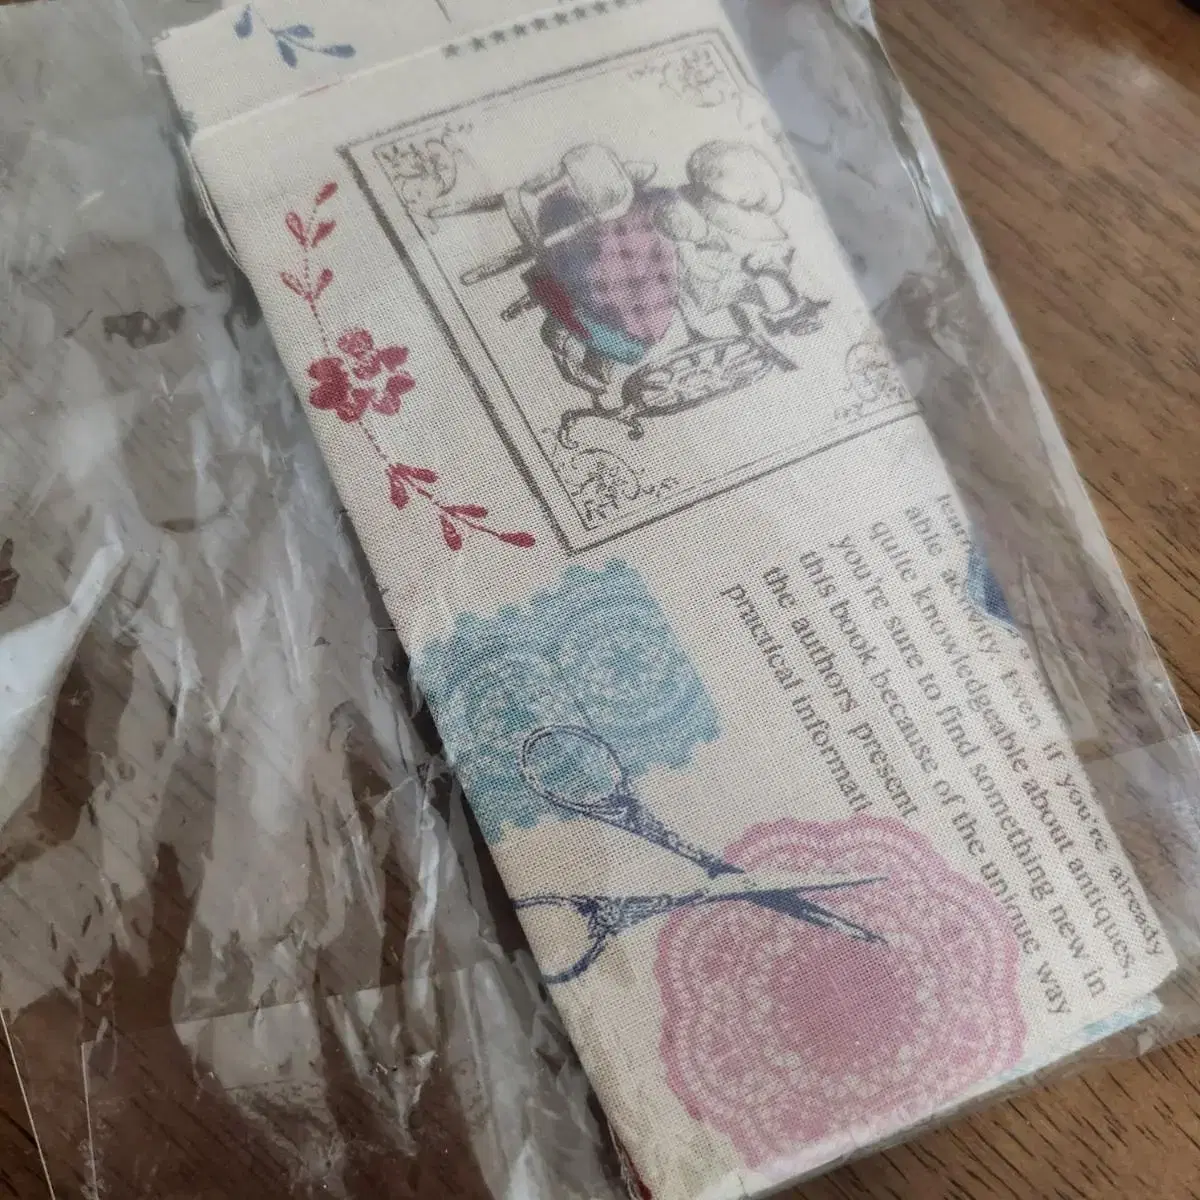 able activity. Even if you're already
quite knowledgeable about antiques,
you're sure to find something new in
this book because of the unique way
the authors present
practical informati